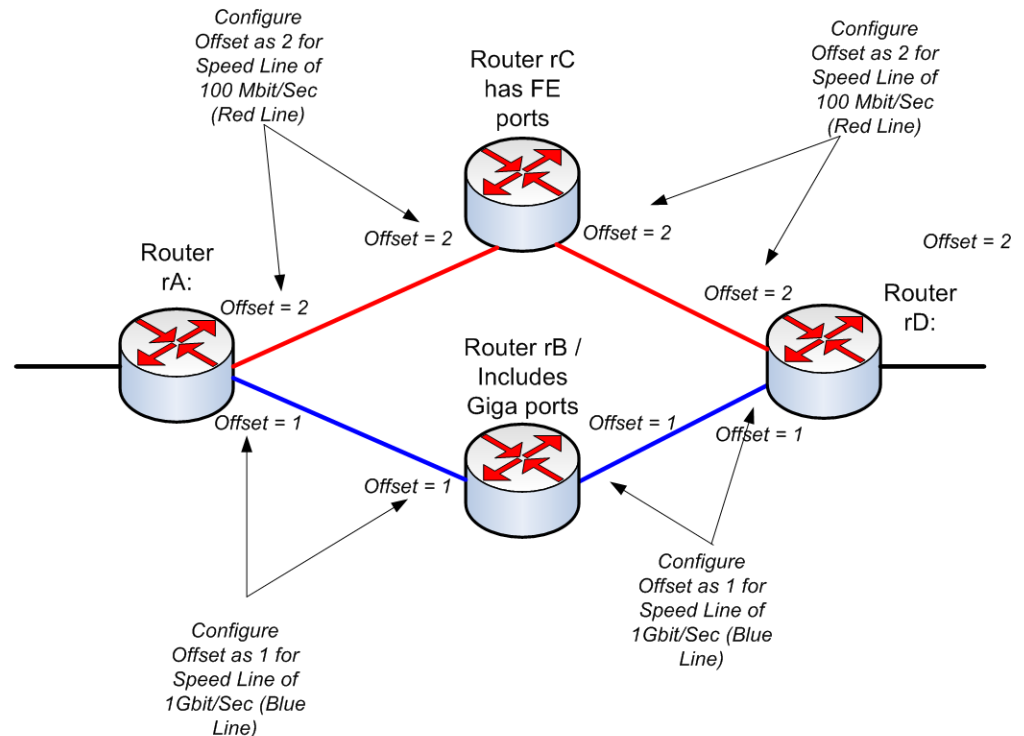 Configure
Offset as 2 for
Speed Line of
100 Mbit/Sec
(Red Line)
Router rC
has FE
ports
Configure
Offset as 2 for
Speed Line of
100 Mbit/Sec
(Red Line)
Offset = 2
Offset = 2
Offset = 2
Router
rA:
Offset = 2
Offset = 2
Router
rD:
Router rB /
Includes
Giga ports
Offset = 1
Offset = 1
Offset = 1
Offset = 1
Configure
Offset as 1 for
Speed Line of
1Gbit/Sec (Blue
Line)
Configure
Offset as 1 for
Speed Line of
1Gbit/Sec (Blue
Line)